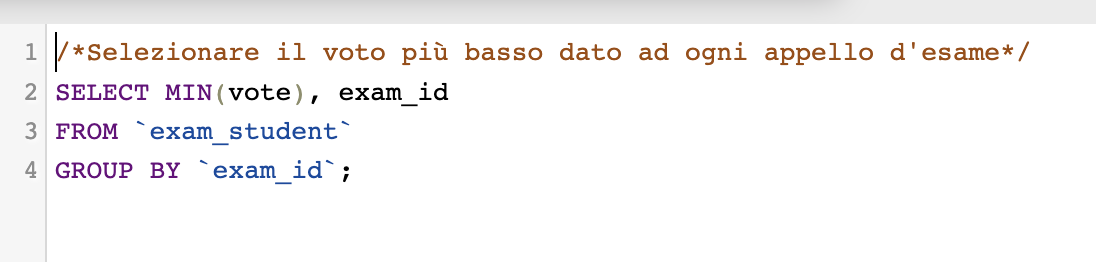 1 /*Selezionare il voto più basso dato ad ogni appello d'esame*/
2 SELECT MIN(vote), exam_id
3 FROM `exam_student`
4 GROUP BY `exam_id`;